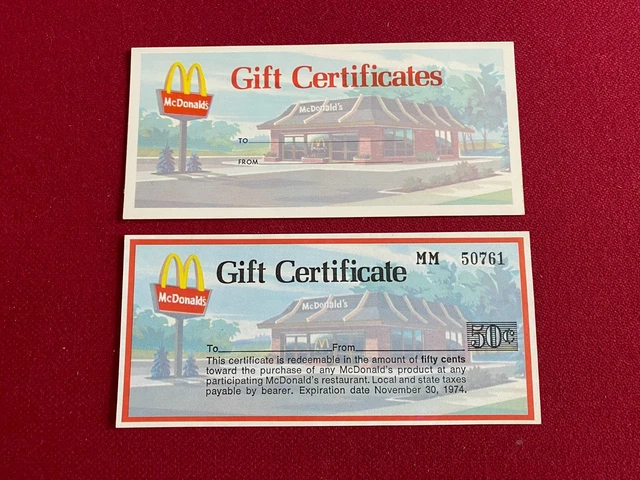 Gift Certificates
McDonald's
McDonald's
TO
FROM
MM 50761
Gift Certificate
McDonald's
McDonald's
50¢
To From
This certificate is redeemable in the amount of fifty cents
toward the purchase of any McDonald's product at any
participating McDonald's restaurant. Local and state taxes
payable by bearer. Expiration date November 30, 1974.